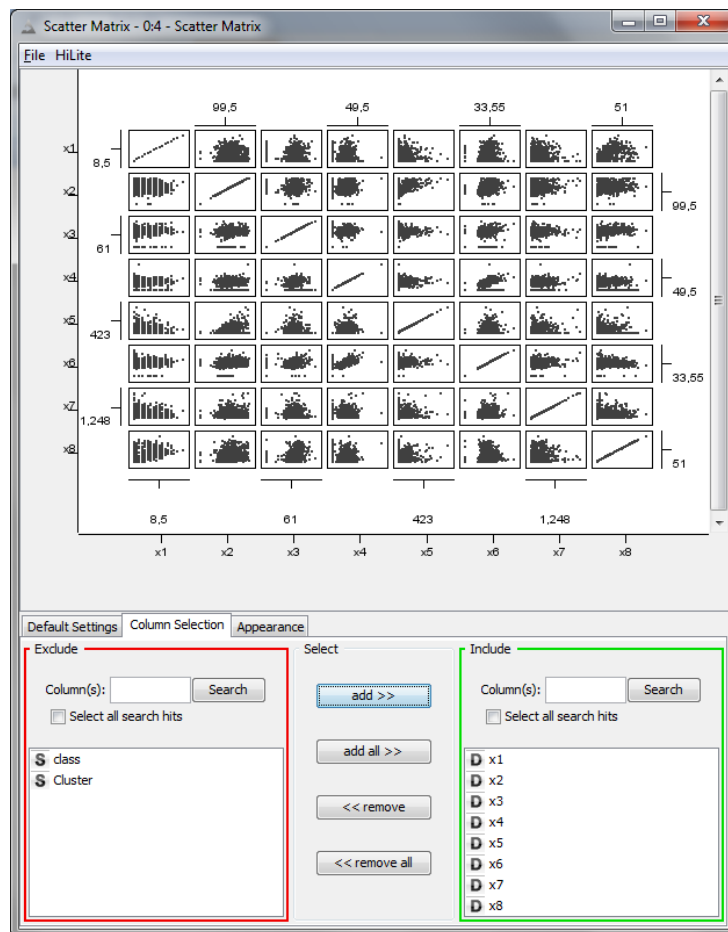 Scatter Matrix - 0:4 - Scatter Matrix
File HiLite
99,5 49,5 33,55 51
x1 8,5
x2 99,5
x3 61
x4 49,5
x5 423
x6 33,55
x7 1,248
x8 51
8,5 61 423 1,248
x1 x2 x3 x4 x5 x6 x7 x8
Default Settings Column Selection Appearance
Exclude Select Include
Column(s): Search add >> Column(s): Search
Select all search hits Select all search hits
add all >>
<< remove
<< remove all
S class
S Cluster
D x1
D x2
D x3
D x4
D x5
D x6
D x7
D x8